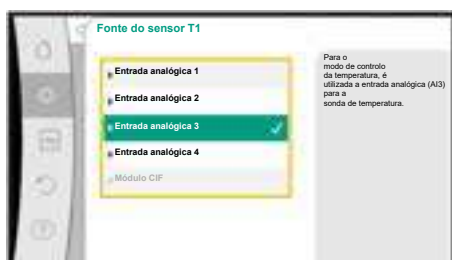 Fonte do sensor T1
Entrada analógica 1
Entrada analógica 2
Entrada analógica 3
Entrada analógica 4
Módulo CIF
Para o
modo de controlo
da temperatura, é
utilizada a entrada analógica (AI3)
para a
sonda de temperatura.